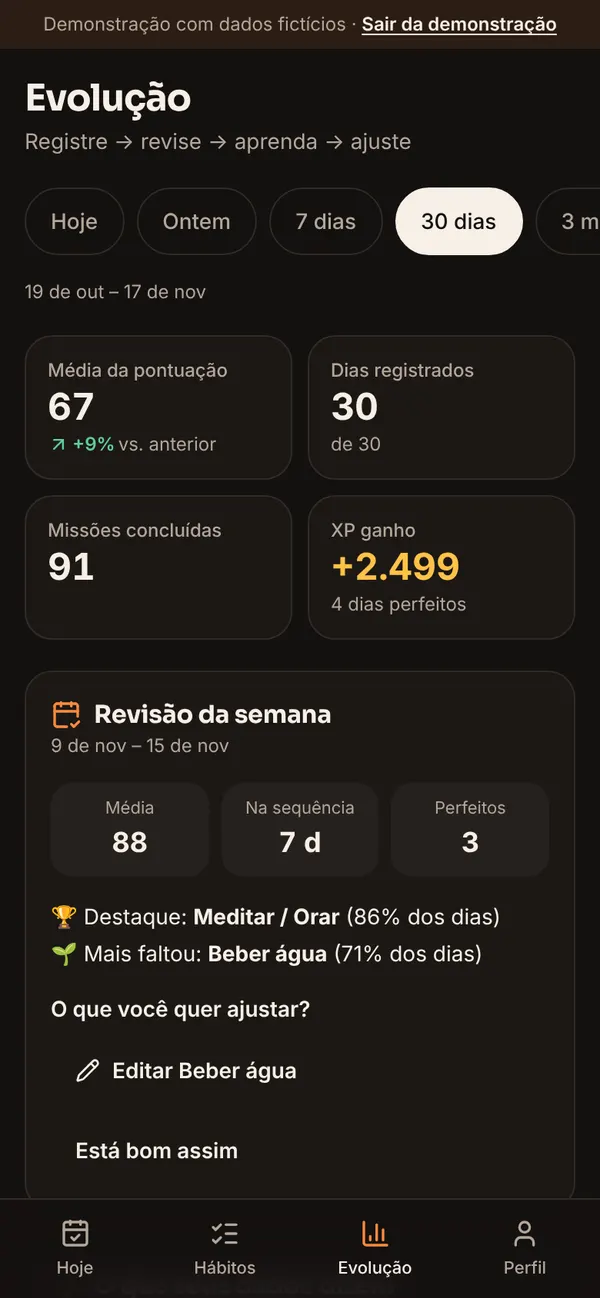 Demonstração com dados fictícios · Sair da demonstração
Evolução
Registre → revise → aprenda → ajuste
Hoje
Ontem
7 dias
30 dias
3 m
19 de out – 17 de nov
Média da pontuação
67
↗ +9% vs. anterior
Dias registrados
30
de 30
Missões concluídas
91
XP ganho
+2.499
4 dias perfeitos
Revisão da semana
9 de nov – 15 de nov
Média
88
Na sequência
7 d
Perfeitos
3
🏆 Destaque: Meditar / Orar (86% dos dias)
🌱 Mais faltou: Beber água (71% dos dias)
O que você quer ajustar?
Editar Beber água
Está bom assim
Hoje
Hábitos
Evolução
Perfil